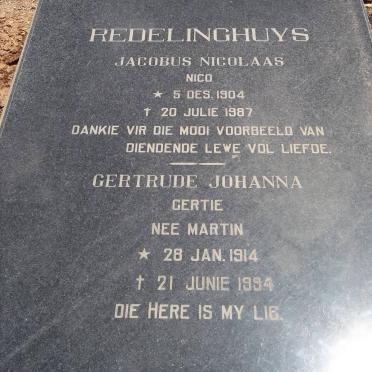 REDELINGHUYS
JACOBUS NICOLAAS
NICO
★ 5 DES. 1904
† 20 JULIE 1987
DANKIE VIR DIE MOOI VOORBEELD VAN
DIENDENDE LEWE VOL LIEFDE.
GERTRUDE JOHANNA
GERTIE
NEE MARTIN
★ 28 JAN. 1914
† 21 JUNIE 1994
DIE HERE IS MY LIG.